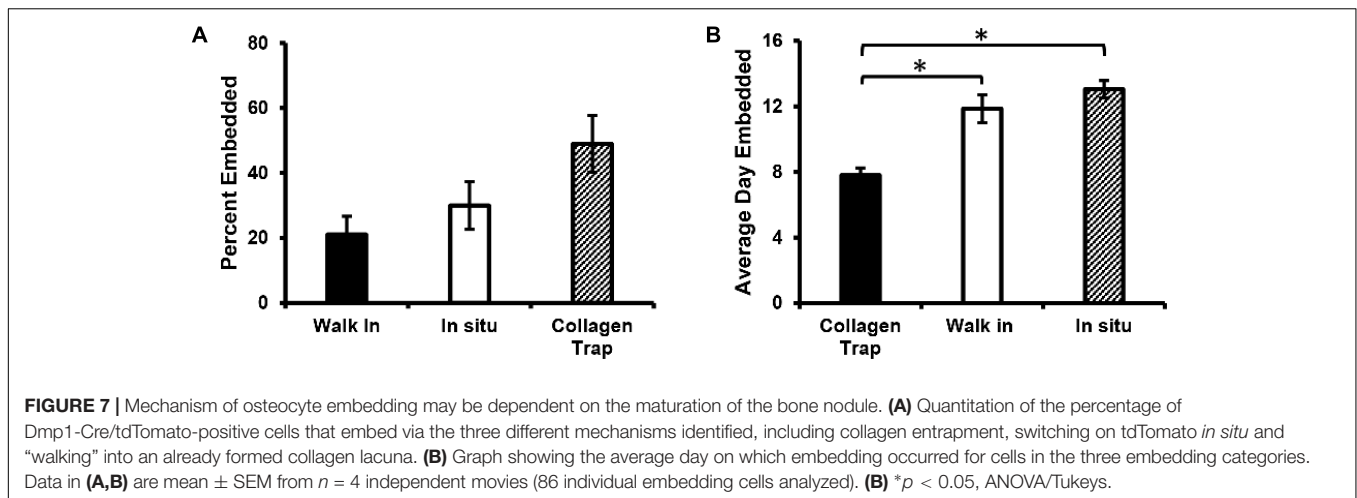 A
80
60
40
20
0
Percent Embedded
Walk In
In situ
Collagen
Trap
B
16
12
8
4
0
Average Day Embedded
*
*
Collagen
Trap
Walk in
In situ
FIGURE 7 | Mechanism of osteocyte embedding may be dependent on the maturation of the bone nodule. (A) Quantitation of the percentage of
Dmp1-Cre/tdTomato-positive cells that embed via the three different mechanisms identified, including collagen entrapment, switching on tdTomato in situ and
“walking” into an already formed collagen lacuna. (B) Graph showing the average day on which embedding occurred for cells in the three embedding categories.
Data in (A,B) are mean ± SEM from n = 4 independent movies (86 individual embedding cells analyzed). (B) *p < 0.05, ANOVA/Tukeys.